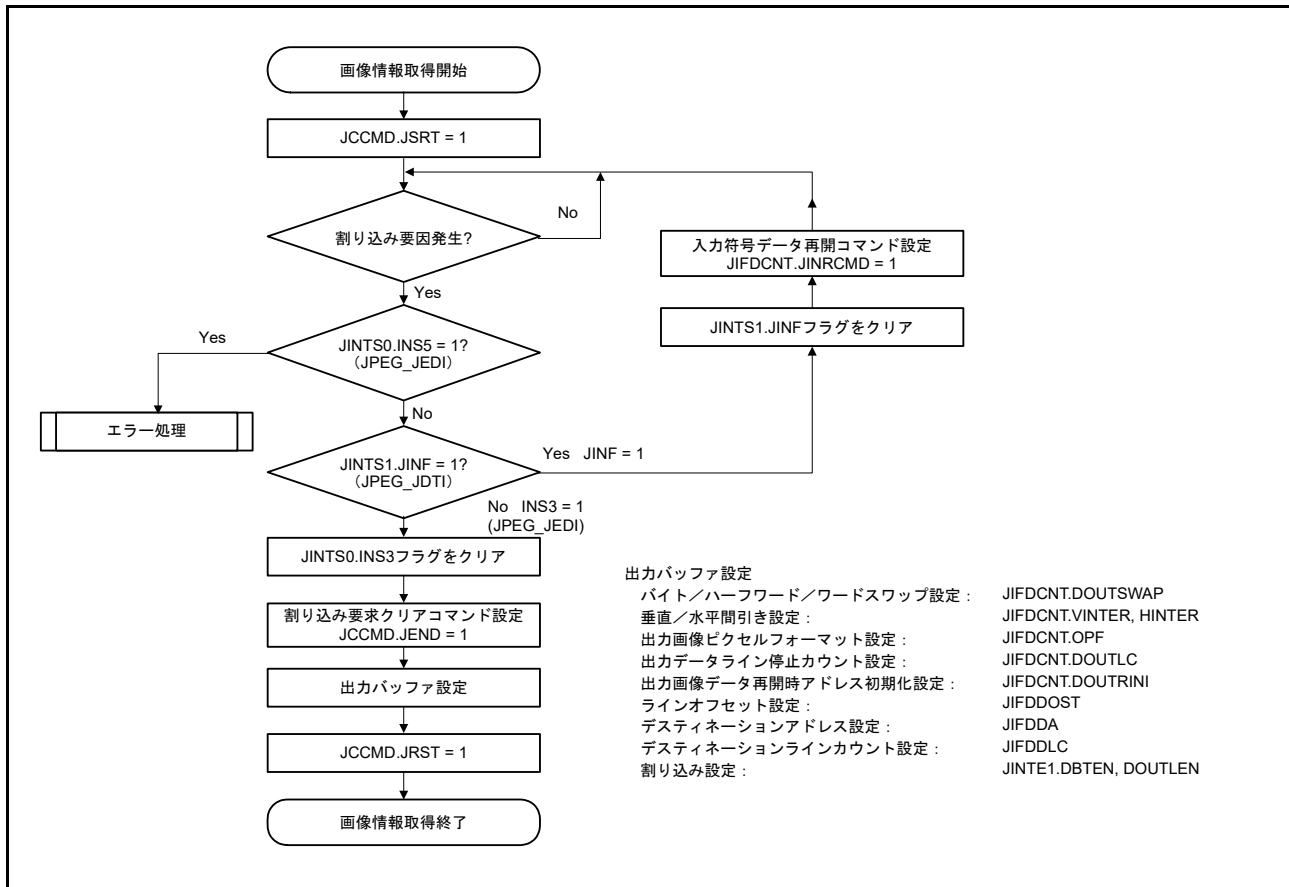 画像情報取得開始
JCCMD.JSRT = 1
割り込み要因発生?
No
Yes
入力符号データ再開コマンド設定
JIFDCNT.JINRCMD = 1
JINTS1.JINFフラグをクリア
JINTS0.INS5 = 1?
(JPEG_JEDI)
Yes
No
エラー処理
JINTS1.JINF = 1?
(JPEG_JDTI)
Yes JINF = 1
No INS3 = 1
(JPEG_JEDI)
JINTS0.INS3フラグをクリア
割り込み要求クリアコマンド設定
JCCMD.JEND = 1
出力バッファ設定
JCCMD.JRST = 1
画像情報取得終了
出力バッファ設定
バイト／ハーフワード／ワードスワップ設定： JIFDCNT.DOUTSWAP
垂直／水平間引き設定： JIFDCNT.VINTER, HINTER
出力画像ピクセルフォーマット設定： JIFDCNT.OPF
出力データライン停止カウント設定： JIFDCNT.DOUTLC
出力画像データ再開時アドレス初期化設定： JIFDCNT.DOUTRINI
ラインオフセット設定： JIFDDOST
デスティネーションアドレス設定： JIFDDA
デスティネーションラインカウント設定： JIFDDLC
割り込み設定： JINTE1.DBTEN, DOUTLEN